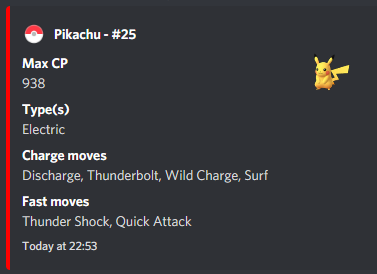 Pikachu - #25
Max CP
938
Type(s)
Electric
Charge moves
Discharge, Thunderbolt, Wild Charge, Surf
Fast moves
Thunder Shock, Quick Attack
Today at 22:53